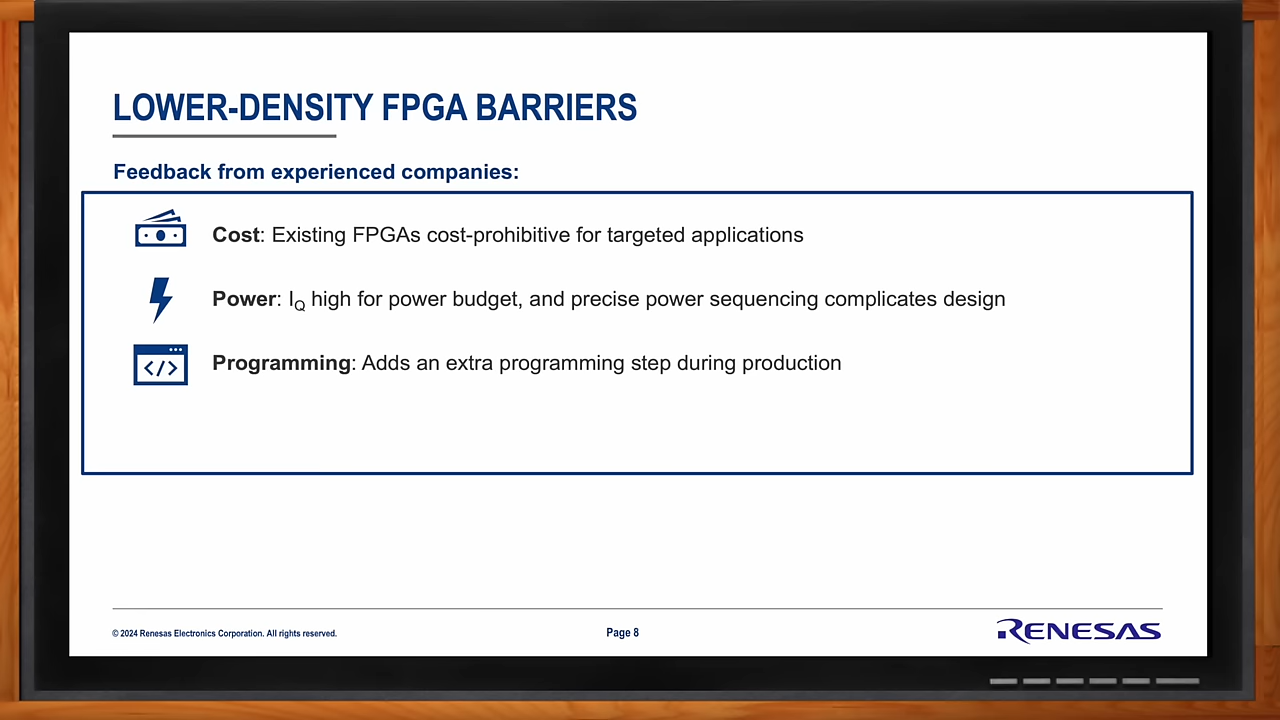 LOWER-DENSITY FPGA BARRIERS
Feedback from experienced companies:
Cost: Existing FPGAs cost-prohibitive for targeted applications
Power: IQ high for power budget, and precise power sequencing complicates design
</>
Programming: Adds an extra programming step during production
© 2024 Renesas Electronics Corporation. All rights reserved.
Page 8
RENESAS